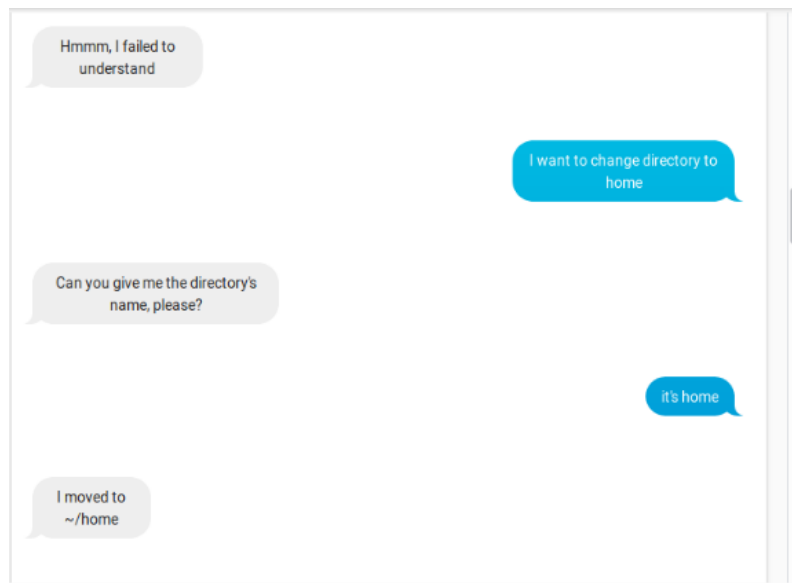 Hmmm, I failed to
understand
I want to change directory to
home
Can you give me the directory's
name, please?
it's home
I moved to
~/home